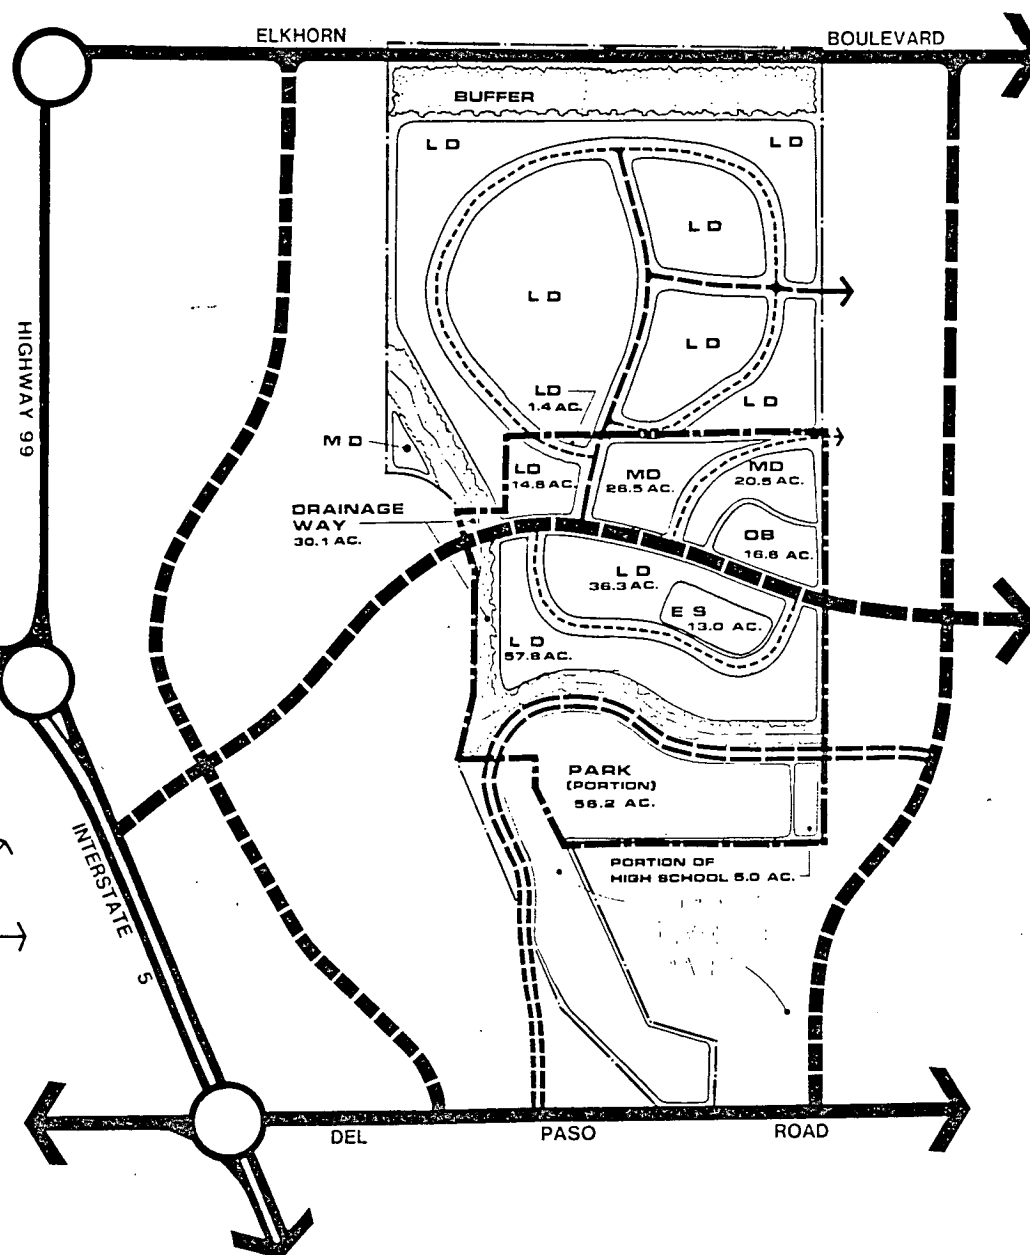 ELKHORN
BOULEVARD
BUFFER
LD
LD
LD
LD
LD
HIGHWAY 99
LD
1.4 AC.
LD
MD
LD
14.8 AC.
MD
26.5 AC.
MD
20.5 AC.
DRAINAGE
WAY
30.1 AC.
OB
16.6 AC.
LD
36.3 AC.
ES
13.0 AC.
LD
57.8 AC.
PARK
(PORTION)
56.2 AC.
INTERSTATE 5
PORTION OF
HIGH SCHOOL 5.0 AC.
DEL
PASO
ROAD